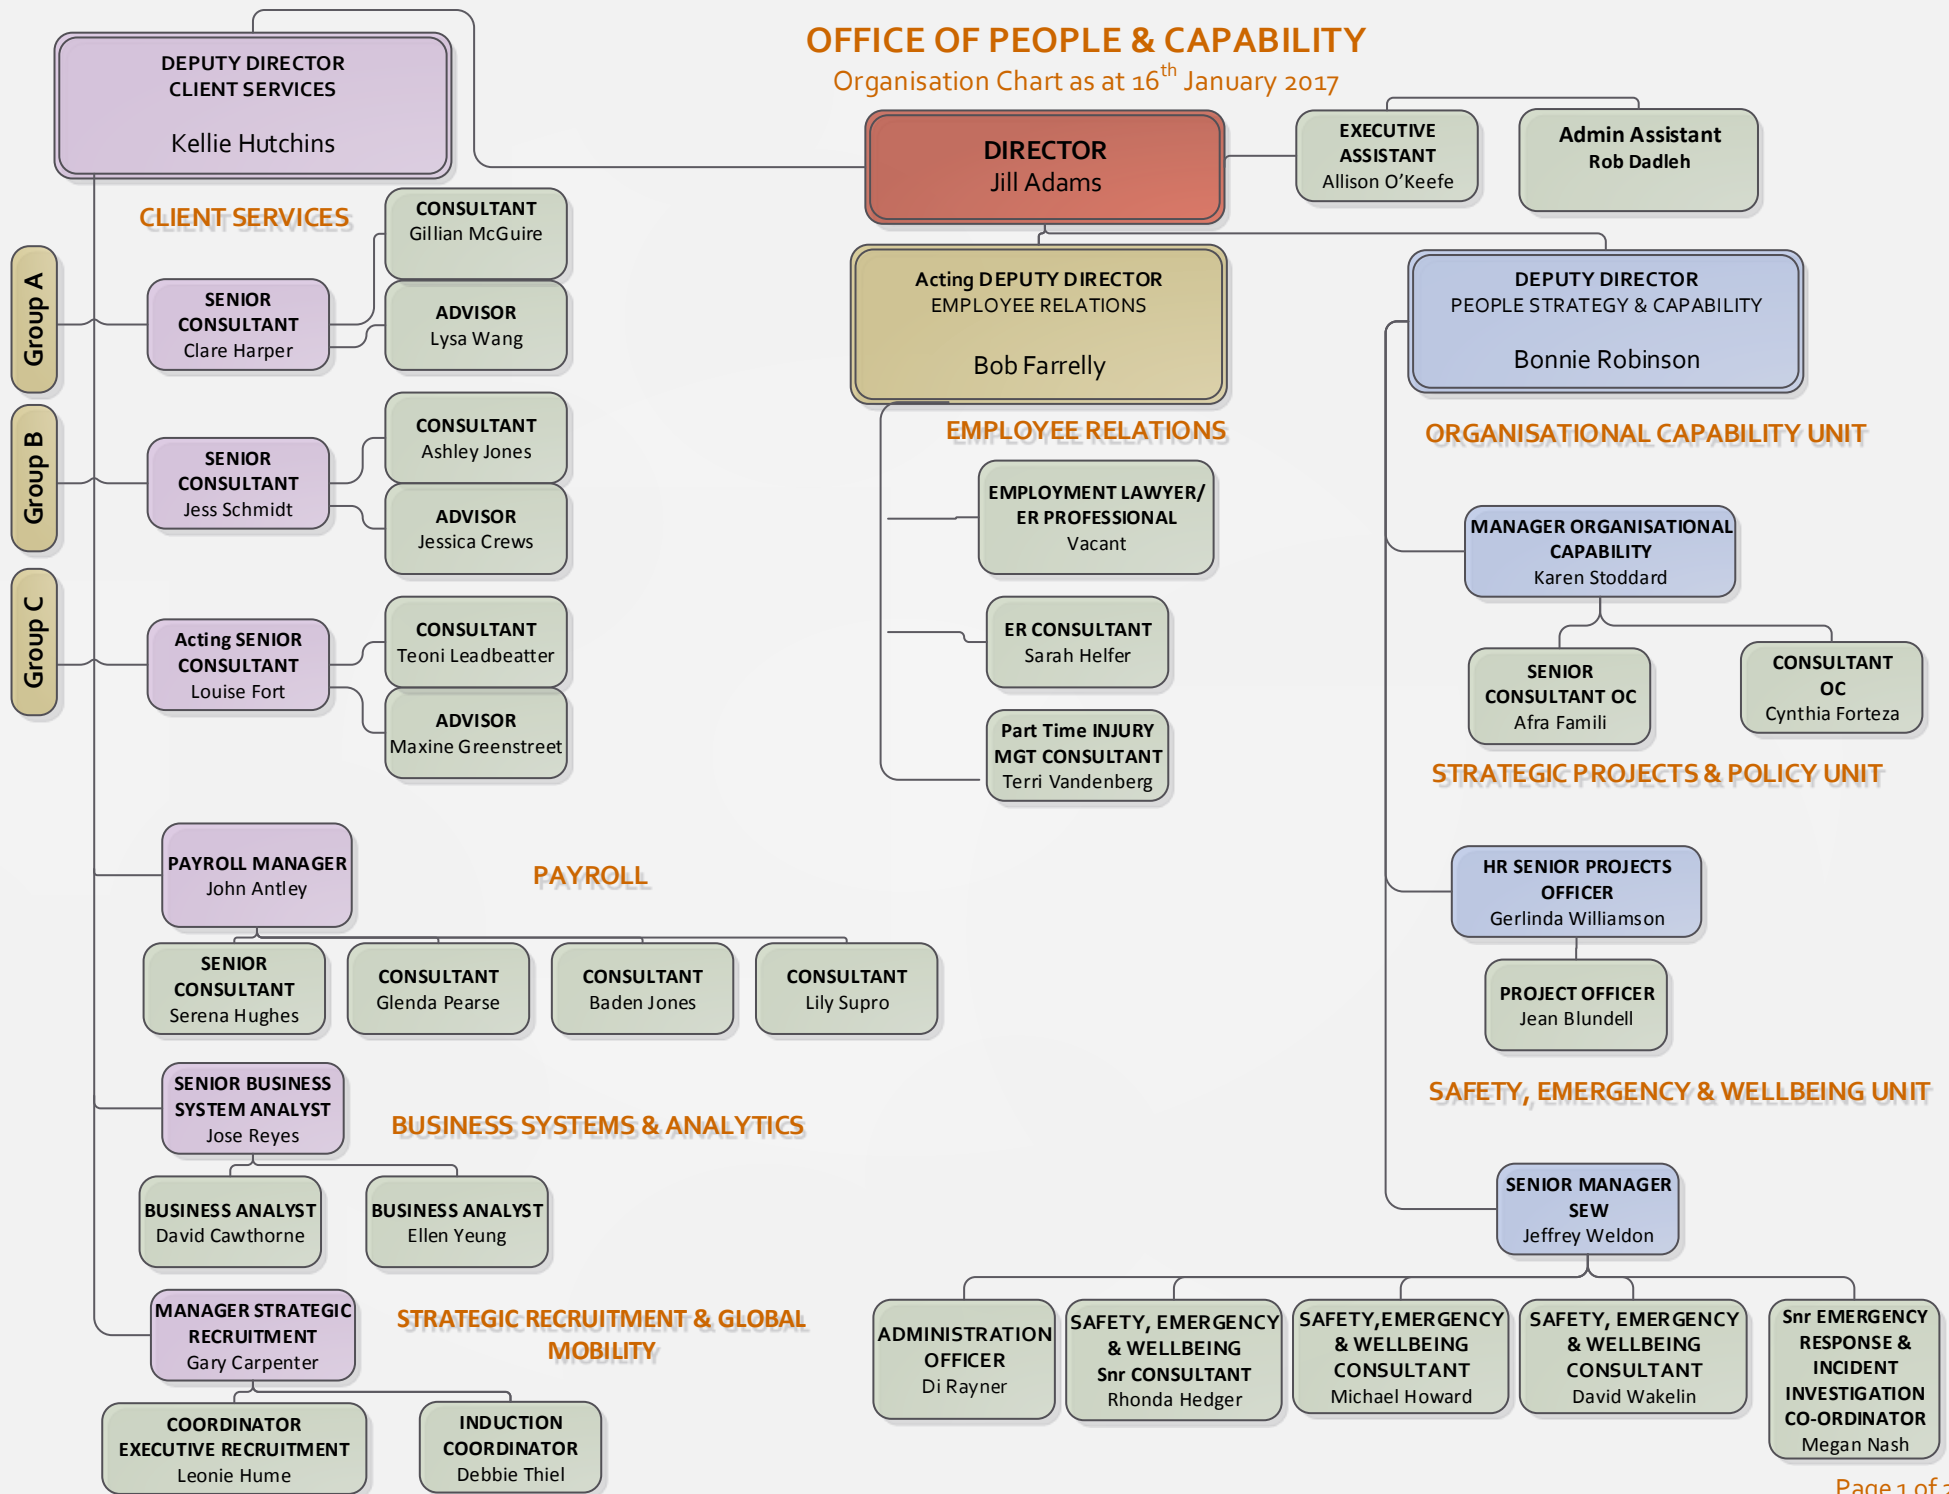 OFFICE OF PEOPLE & CAPABILITY
Organisation Chart as at 16th January 2017
DEPUTY DIRECTOR
CLIENT SERVICES
Kellie Hutchins
DIRECTOR
Jill Adams
EXECUTIVE
ASSISTANT
Allison O’Keefe
Admin Assistant
Rob Dadleh
CLIENT SERVICES
Group A
SENIOR
CONSULTANT
Clare Harper
CONSULTANT
Gillian McGuire
ADVISOR
Lysa Wang
Group B
SENIOR
CONSULTANT
Jess Schmidt
CONSULTANT
Ashley Jones
ADVISOR
Jessica Crews
Group C
Acting SENIOR
CONSULTANT
Louise Fort
CONSULTANT
Teoni Leadbeatter
ADVISOR
Maxine Greenstreet
PAYROLL MANAGER
John Antley
PAYROLL
SENIOR
CONSULTANT
Serena Hughes
CONSULTANT
Glenda Pearse
CONSULTANT
Baden Jones
CONSULTANT
Lily Supro
SENIOR BUSINESS
SYSTEM ANALYST
Jose Reyes
BUSINESS SYSTEMS & ANALYTICS
BUSINESS ANALYST
David Cawthorne
BUSINESS ANALYST
Ellen Yeung
MANAGER STRATEGIC
RECRUITMENT
Gary Carpenter
STRATEGIC RECRUITMENT & GLOBAL
MOBILITY
COORDINATOR
EXECUTIVE RECRUITMENT
Leonie Hume
INDUCTION
COORDINATOR
Debbie Thiel
Acting DEPUTY DIRECTOR
EMPLOYEE RELATIONS
Bob Farrelly
EMPLOYEE RELATIONS
EMPLOYMENT LAWYER/
ER PROFESSIONAL
Vacant
ER CONSULTANT
Sarah Helfer
Part Time INJURY
MGT CONSULTANT
Terri Vandenberg
DEPUTY DIRECTOR
PEOPLE STRATEGY & CAPABILITY
Bonnie Robinson
ORGANISATIONAL CAPABILITY UNIT
MANAGER ORGANISATIONAL
CAPABILITY
Karen Stoddard
SENIOR
CONSULTANT OC
Afra Famili
CONSULTANT
OC
Cynthia Forteza
STRATEGIC PROJECTS & POLICY UNIT
HR SENIOR PROJECTS
OFFICER
Gerlinda Williamson
PROJECT OFFICER
Jean Blundell
SAFETY, EMERGENCY & WELLBEING UNIT
SENIOR MANAGER
SEW
Jeffrey Weldon
ADMINISTRATION
OFFICER
Di Rayner
SAFETY, EMERGENCY
& WELLBEING
Snr CONSULTANT
Rhonda Hedger
SAFETY,EMERGENCY
& WELLBEING
CONSULTANT
Michael Howard
SAFETY, EMERGENCY
& WELLBEING
CONSULTANT
David Wakelin
Snr EMERGENCY
RESPONSE &
INCIDENT
INVESTIGATION
CO-ORDINATOR
Megan Nash
Page 1 of